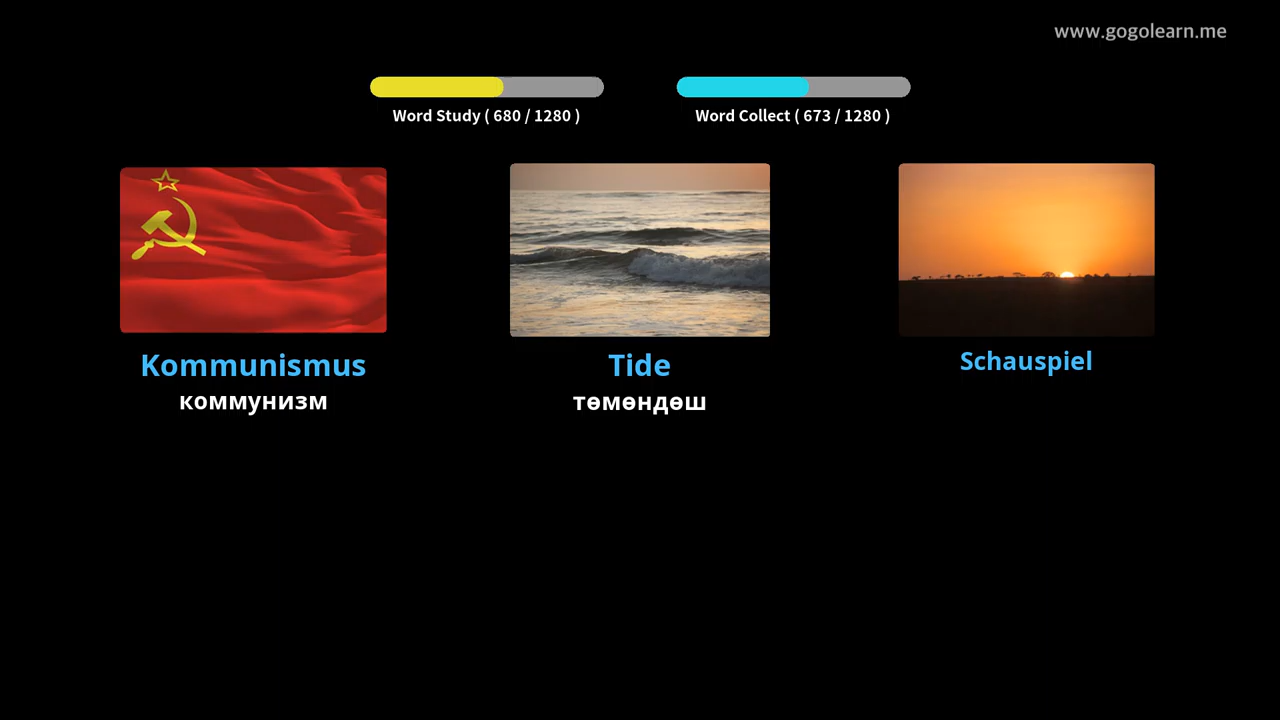 www.gogolearn.me
Word Study ( 680 / 1280 )
Word Collect ( 673 / 1280 )
Kommunismus
коммунизм
Tide
төмөндөш
Schauspiel